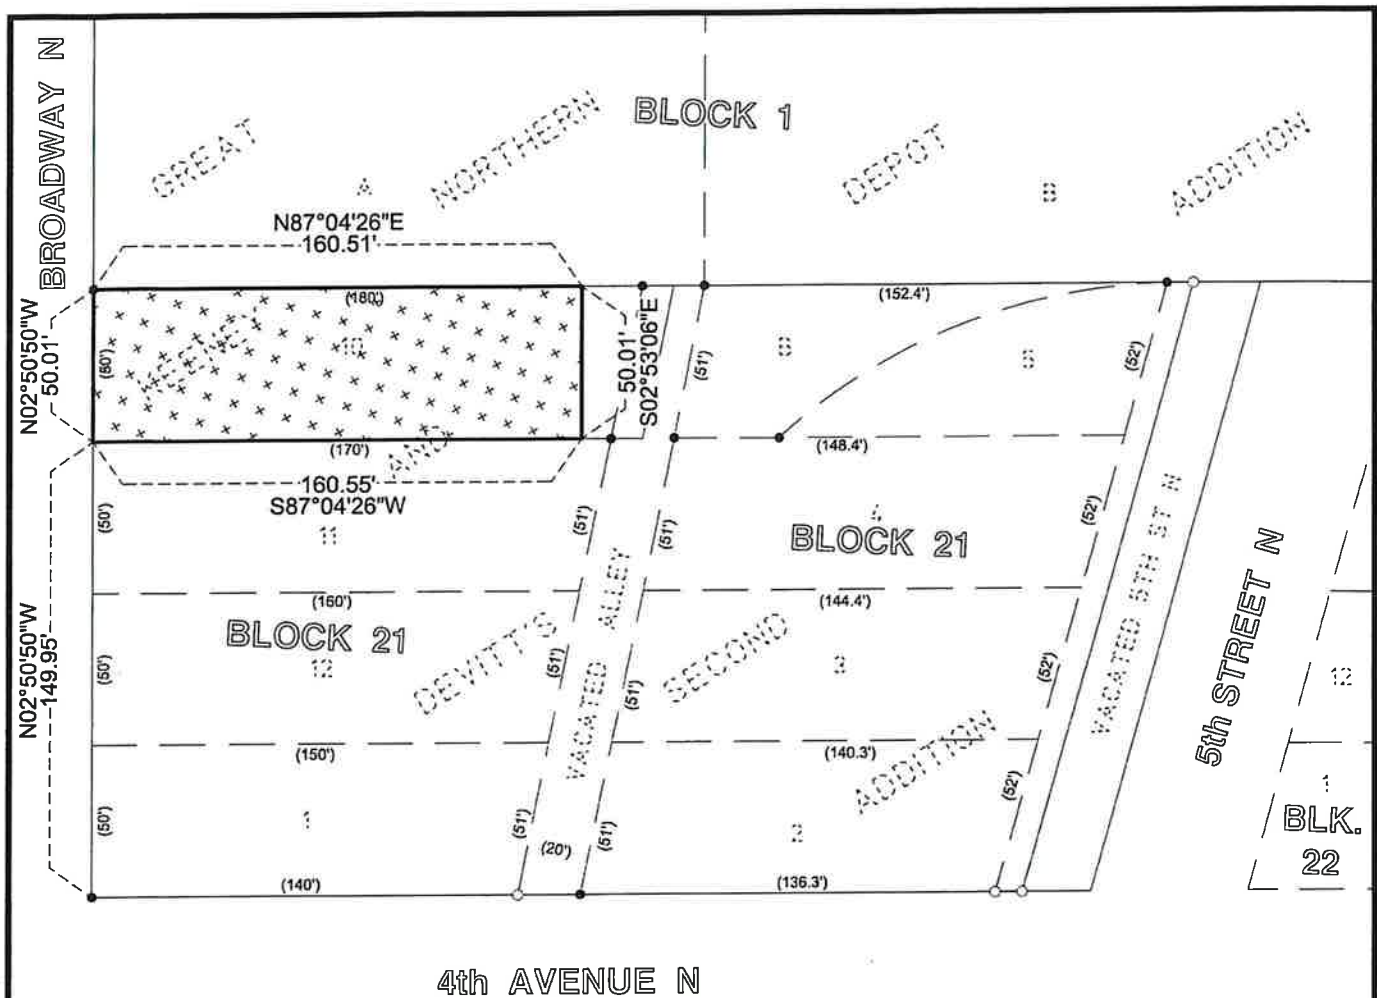 BROADWAY N
BLOCK 1
GREAT NORTHERN DEPOT ADDITION
A
B
N87°04'26"E
160.51'
(180')
(152.4')
N02°50'50"W
50.01'
(50')
10
50.01'
S02°53'06"E
(51')
6
5
(52')
(170')
AND
(148.4')
160.55'
S87°04'26"W
(50')
11
(51')
(51')
4
BLOCK 21
(52')
VACATED 5TH ST N
5th STREET N
(160')
(144.4')
BLOCK 21
N02°50'50"W
149.95'
(50')
12
DEVITT'S SECOND ADDITION
VACATED ALLEY
(51')
(51')
3
(52')
12
(150')
(140.3')
(50')
1
(51')
(20')
(51')
2
(52')
1
BLK.
22
(140')
(136.3')
4th AVENUE N